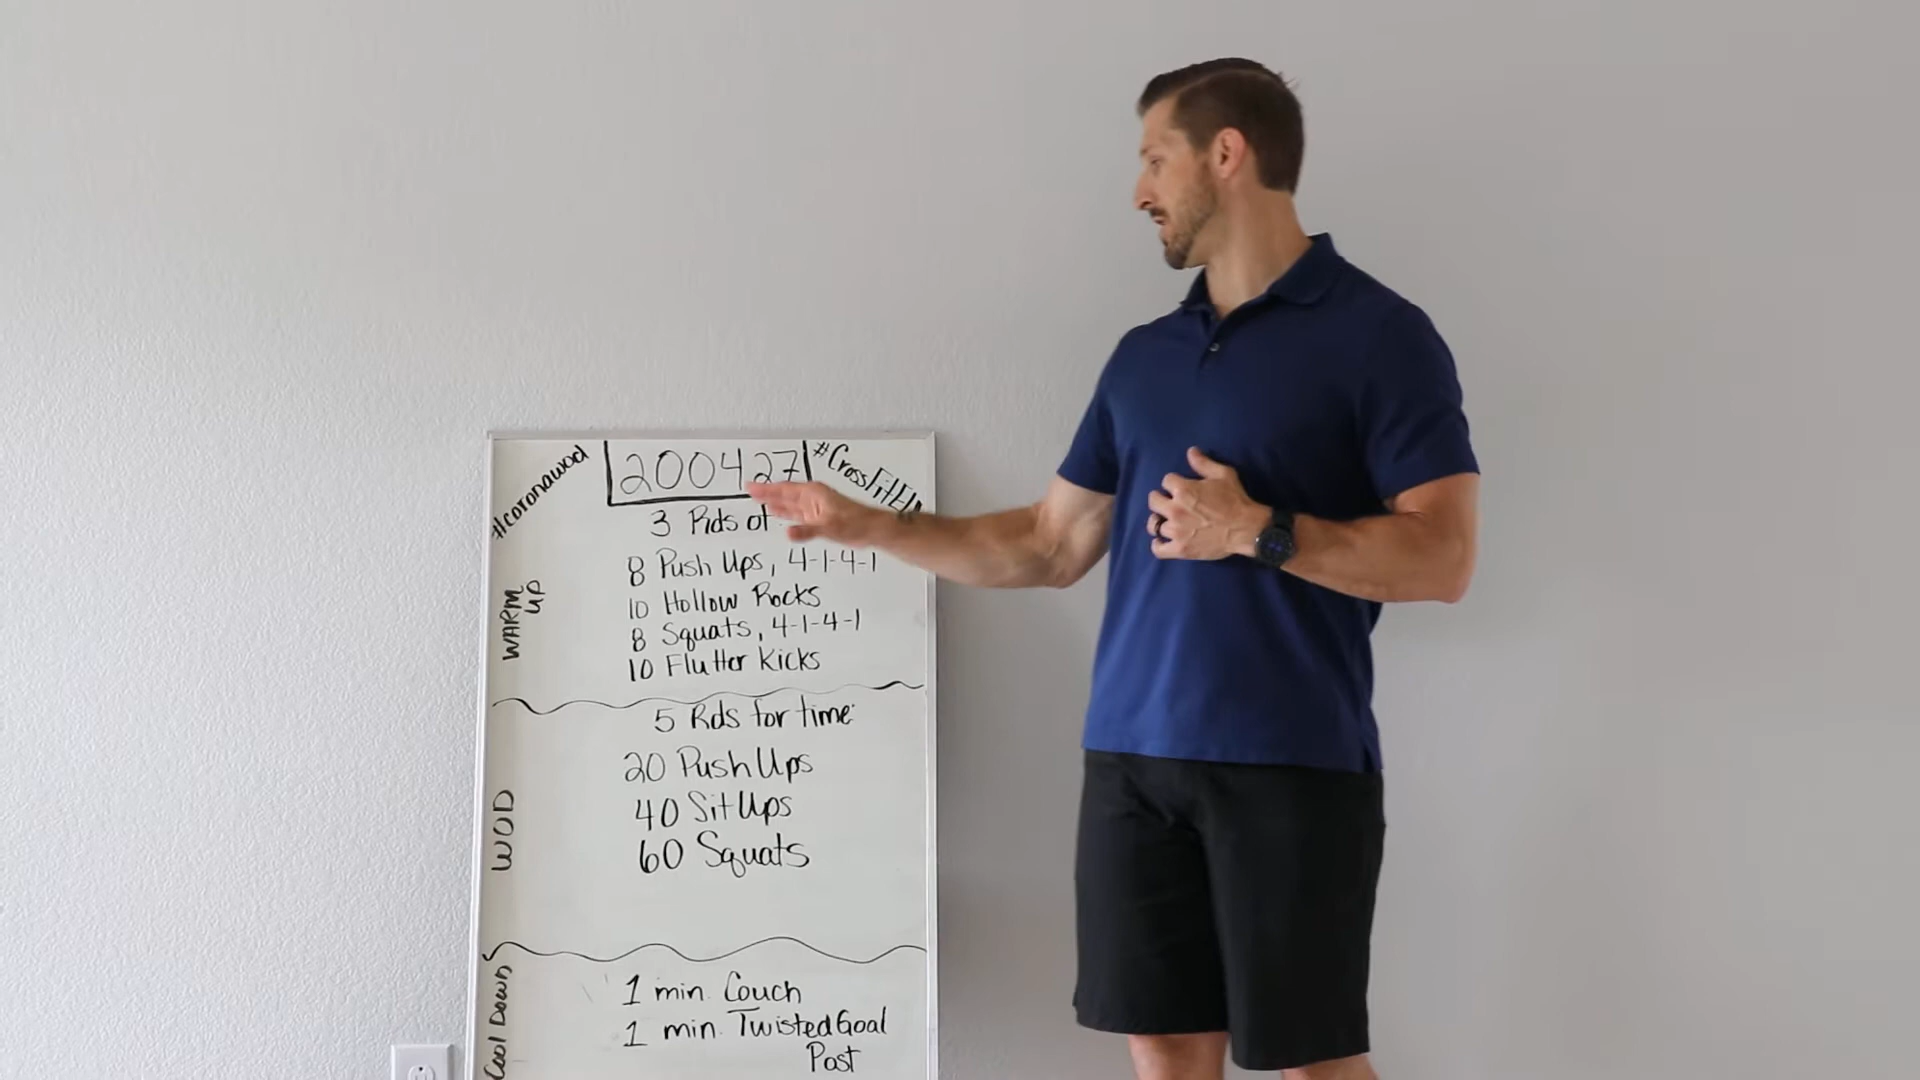 #coronawod
200427
3 Rds of
8 Push Ups, 4-1-4-1
10 Hollow Rocks
8 Squats, 4-1-4-1
10 Flutter Kicks
WARM
UP
5 Rds for time:
20 Push Ups
40 Sit Ups
60 Squats
WOD
1 min. Couch
1 min. Twisted Goal
Post
Cool Down